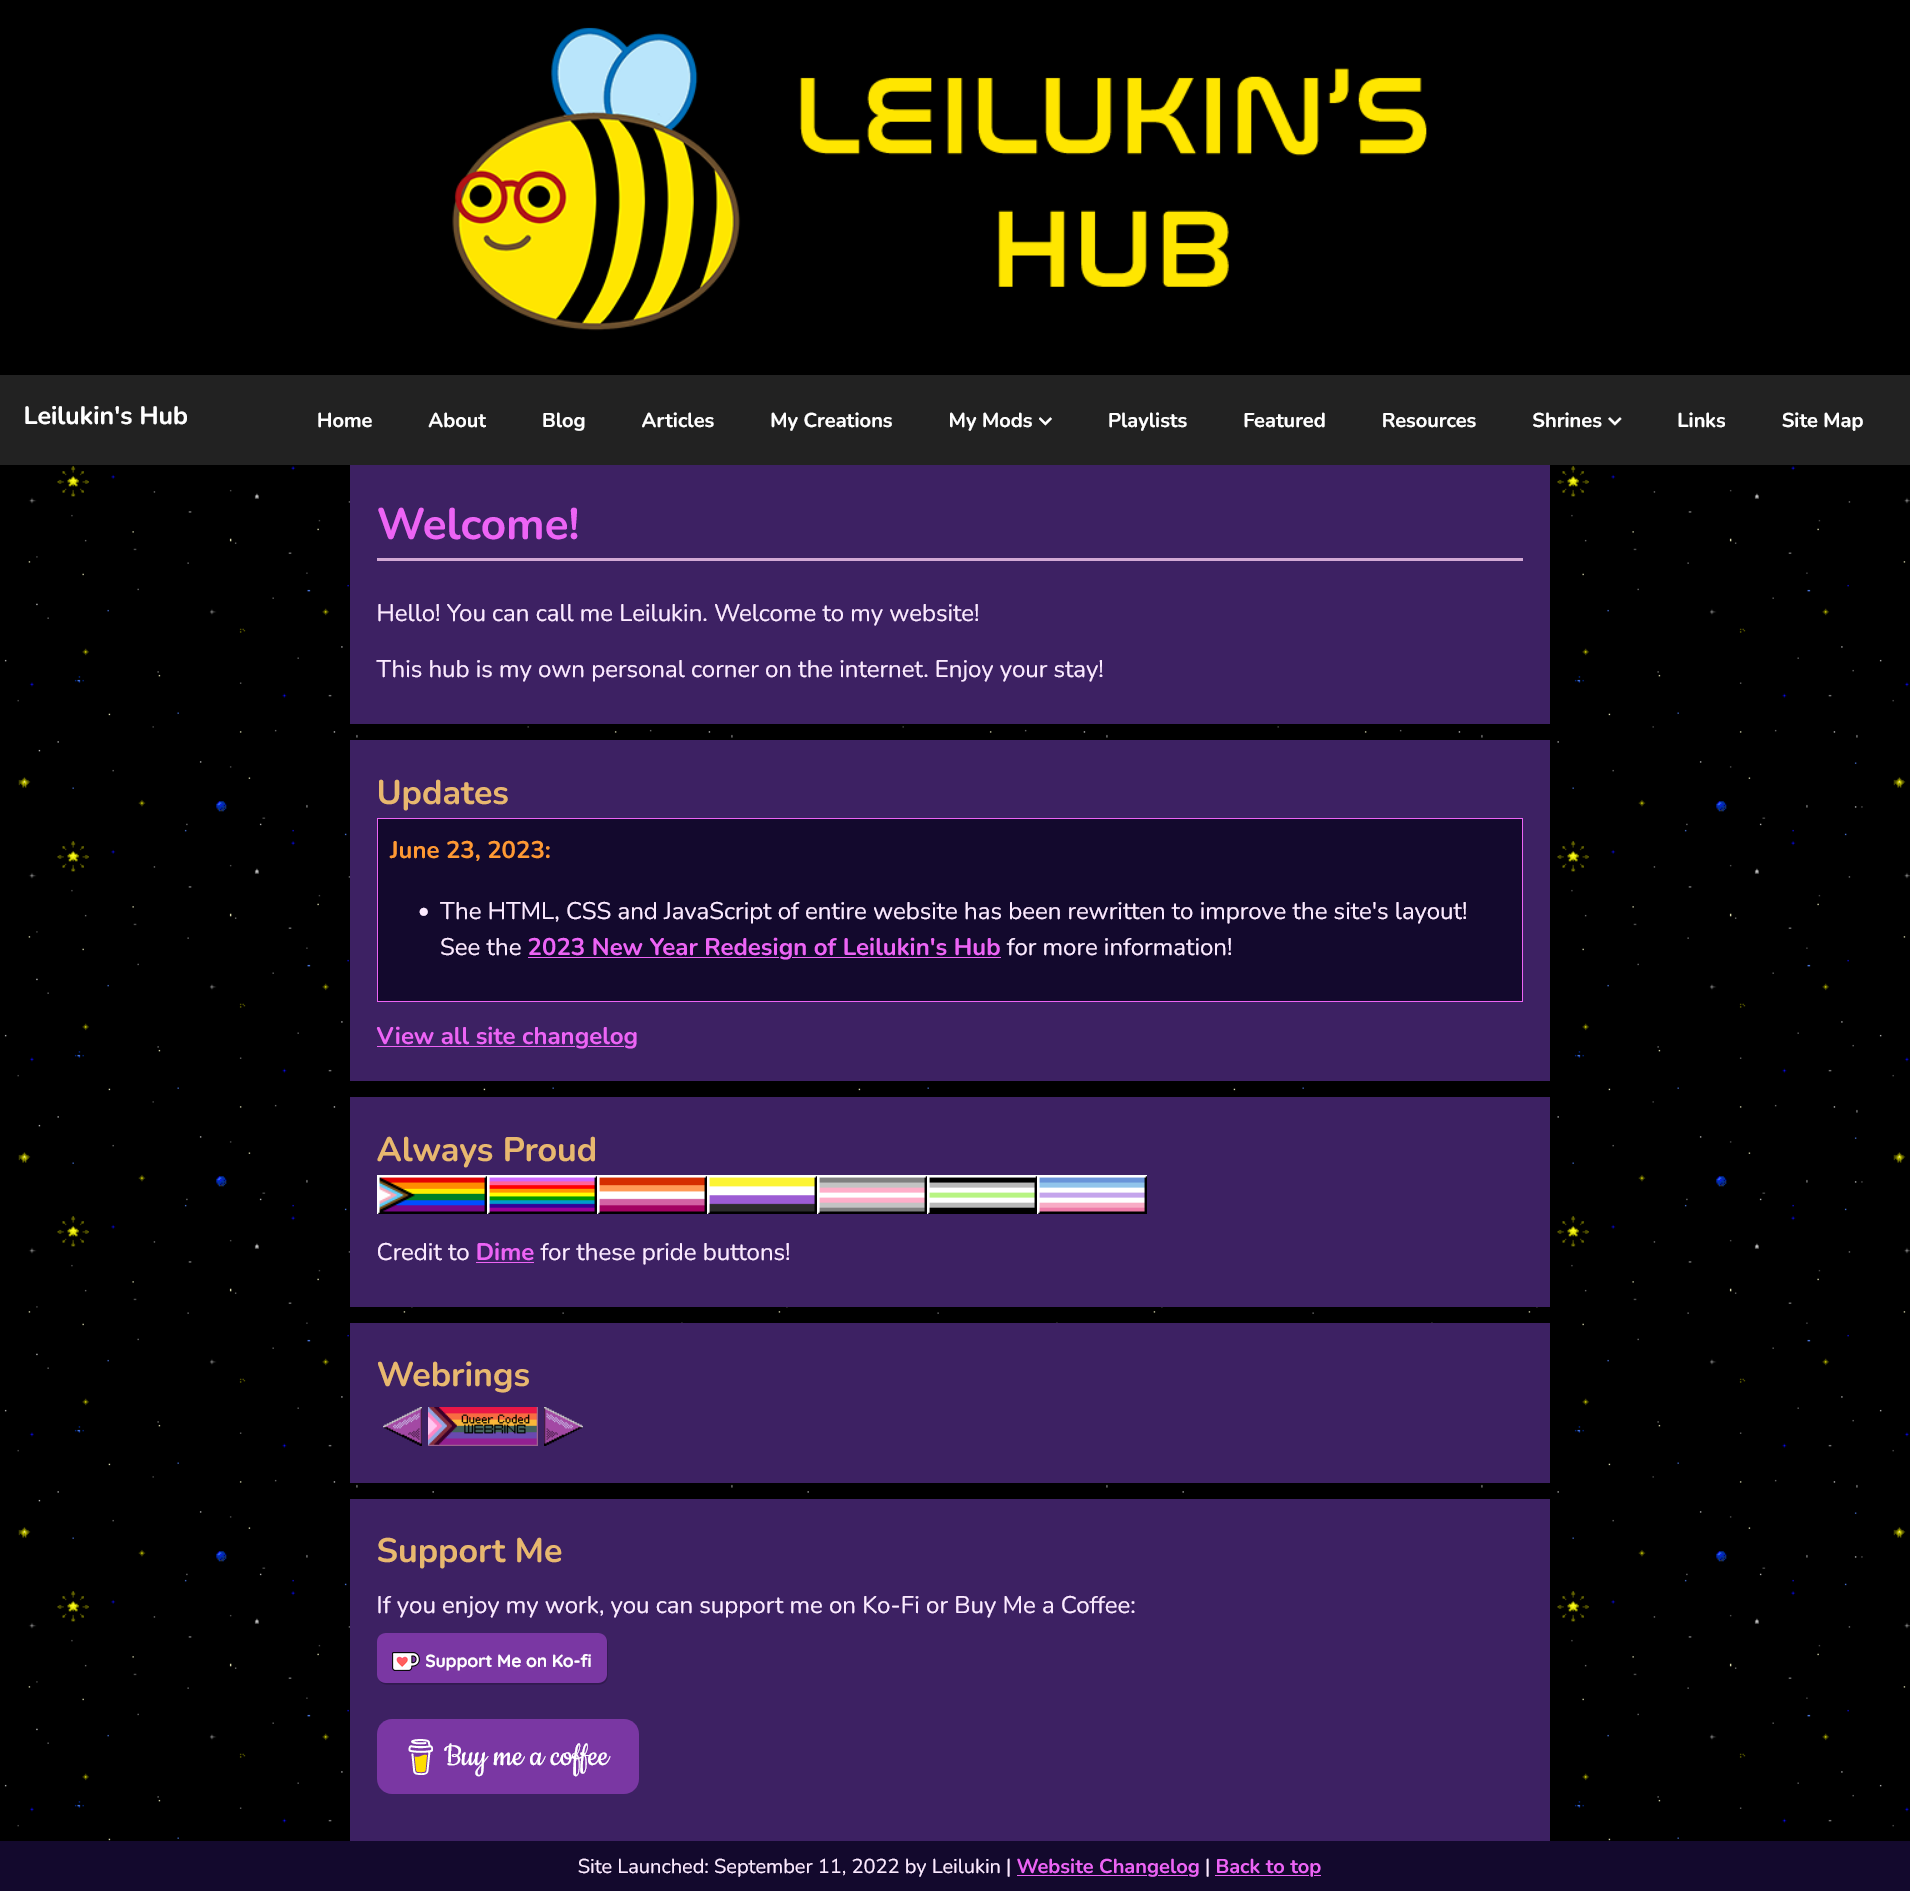 LEILUKIN'S
HUB
Leilukin's Hub
Home
About
Blog
Articles
My Creations
My Mods
Playlists
Featured
Resources
Shrines
Links
Site Map
Welcome!
Hello! You can call me Leilukin. Welcome to my website!
This hub is my own personal corner on the internet. Enjoy your stay!
Updates
June 23, 2023:
The HTML, CSS and JavaScript of entire website has been rewritten to improve the site's layout!
See the 2023 New Year Redesign of Leilukin's Hub for more information!
View all site changelog
Always Proud
Credit to Dime for these pride buttons!
Webrings
Queer Coded
WEBRING
Support Me
If you enjoy my work, you can support me on Ko-Fi or Buy Me a Coffee:
Support Me on Ko-fi
Buy me a coffee
Site Launched: September 11, 2022 by Leilukin | Website Changelog | Back to top